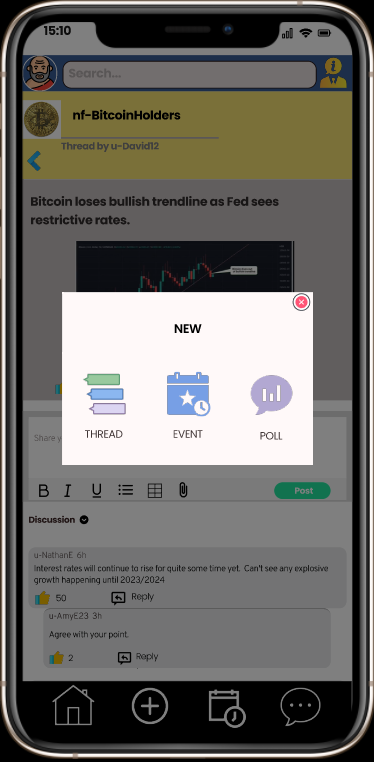 15:10
Search...
nf-BitcoinHolders
Thread by u-David12
Bitcoin loses bullish trendline as Fed sees
restrictive rates.
NEW
THREAD
EVENT
POLL
Share y
B I U
Post
Discussion
u-NathanE 6h
Interest rates will continue to rise for quite some time yet. Can't see any explosive
growth happening until 2023/2024
50
Reply
u-AmyE23 3h
Agree with your point.
2
Reply